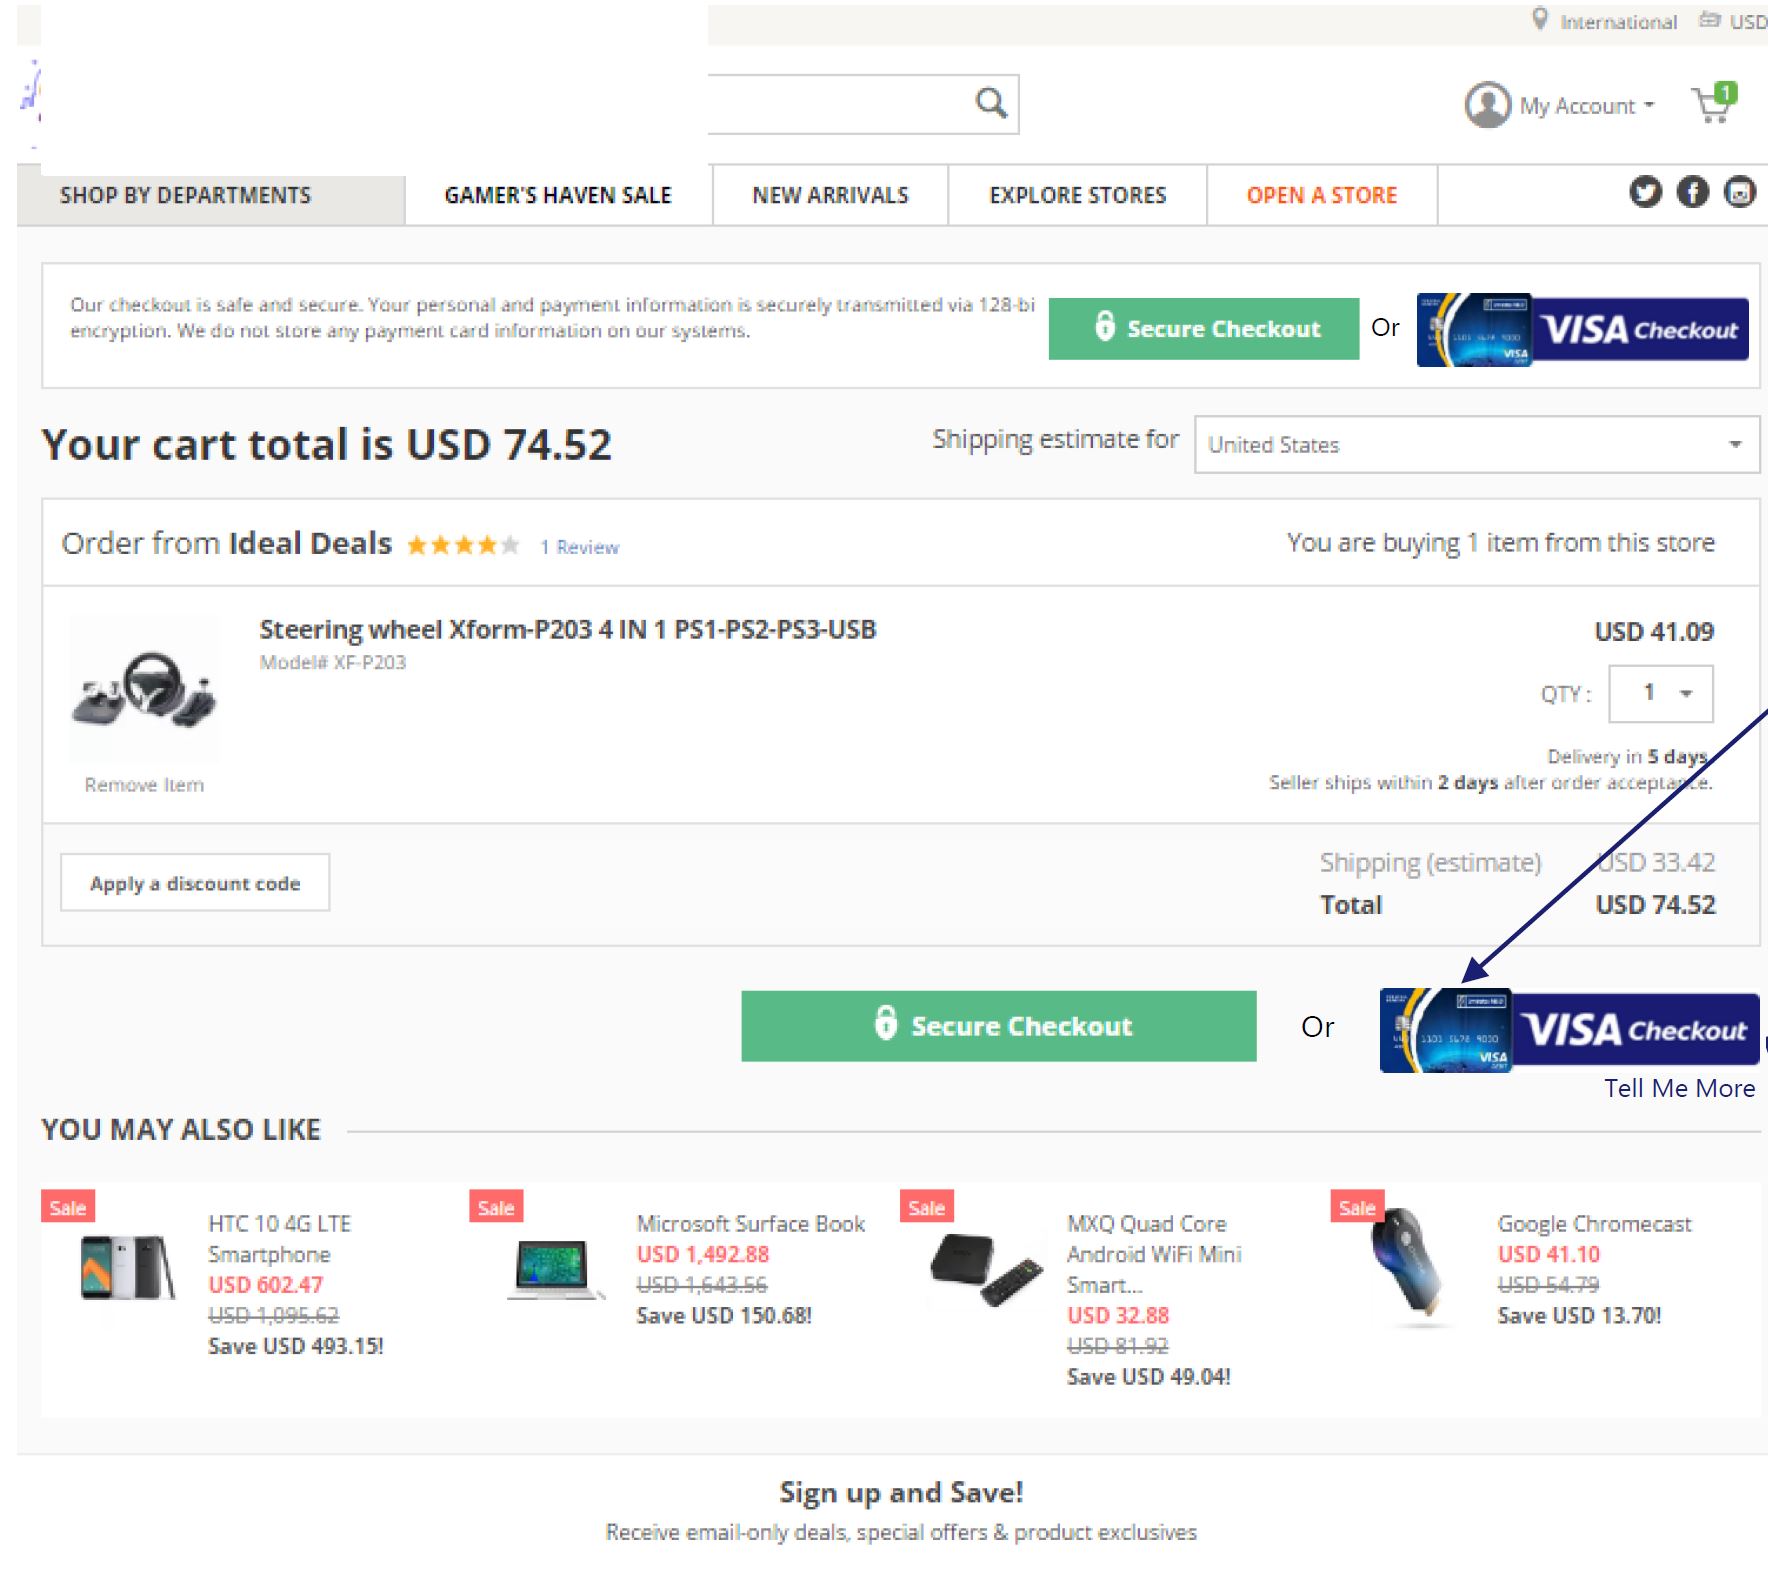 International USD
My Account 1
SHOP BY DEPARTMENTS GAMER'S HAVEN SALE NEW ARRIVALS EXPLORE STORES OPEN A STORE
Our checkout is safe and secure. Your personal and payment information is securely transmitted via 128-bi
encryption. We do not store any payment card information on our systems.
Secure Checkout Or VISA Checkout
VISA
Your cart total is USD 74.52 Shipping estimate for United States
Order from Ideal Deals 1 Review You are buying 1 item from this store
Steering wheel Xform-P203 4 IN 1 PS1-PS2-PS3-USB USD 41.09
Model# XF-P203
QTY: 1
Delivery in 5 days.
Remove Item Seller ships within 2 days after order acceptance.
Shipping (estimate) USD 33.42
Apply a discount code
Total USD 74.52
Secure Checkout Or VISA Checkout
VISA
Tell Me More
YOU MAY ALSO LIKE
Sale
HTC 10 4G LTE
Smartphone
USD 602.47
USD 1,095.62
Save USD 493.15!
Sale
Microsoft Surface Book
USD 1,492.88
USD 1,643.56
Save USD 150.68!
Sale
MXQ Quad Core
Android WiFi Mini
Smart...
USD 32.88
USD 81.92
Save USD 49.04!
Sale
Google Chromecast
USD 41.10
USD 54.79
Save USD 13.70!
Sign up and Save!
Receive email-only deals, special offers & product exclusives